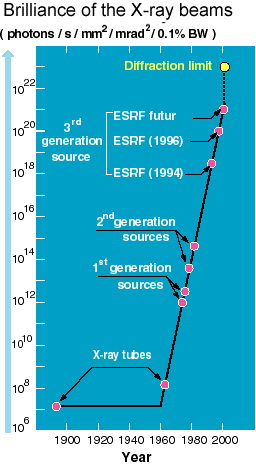 Brilliance of the X-ray beams
( photons / s / mm² / mrad² / 0.1% BW )
Diffraction limit
10²²
ESRF futur
3rd
generation
source
10²⁰
ESRF (1996)
10¹⁸
ESRF (1994)
10¹⁶
2nd generation
sources
10¹⁴
1st generation
sources
10¹²
10¹⁰
X-ray tubes
10⁸
10⁶
1900 1920 1940 1960 1980 2000
Year